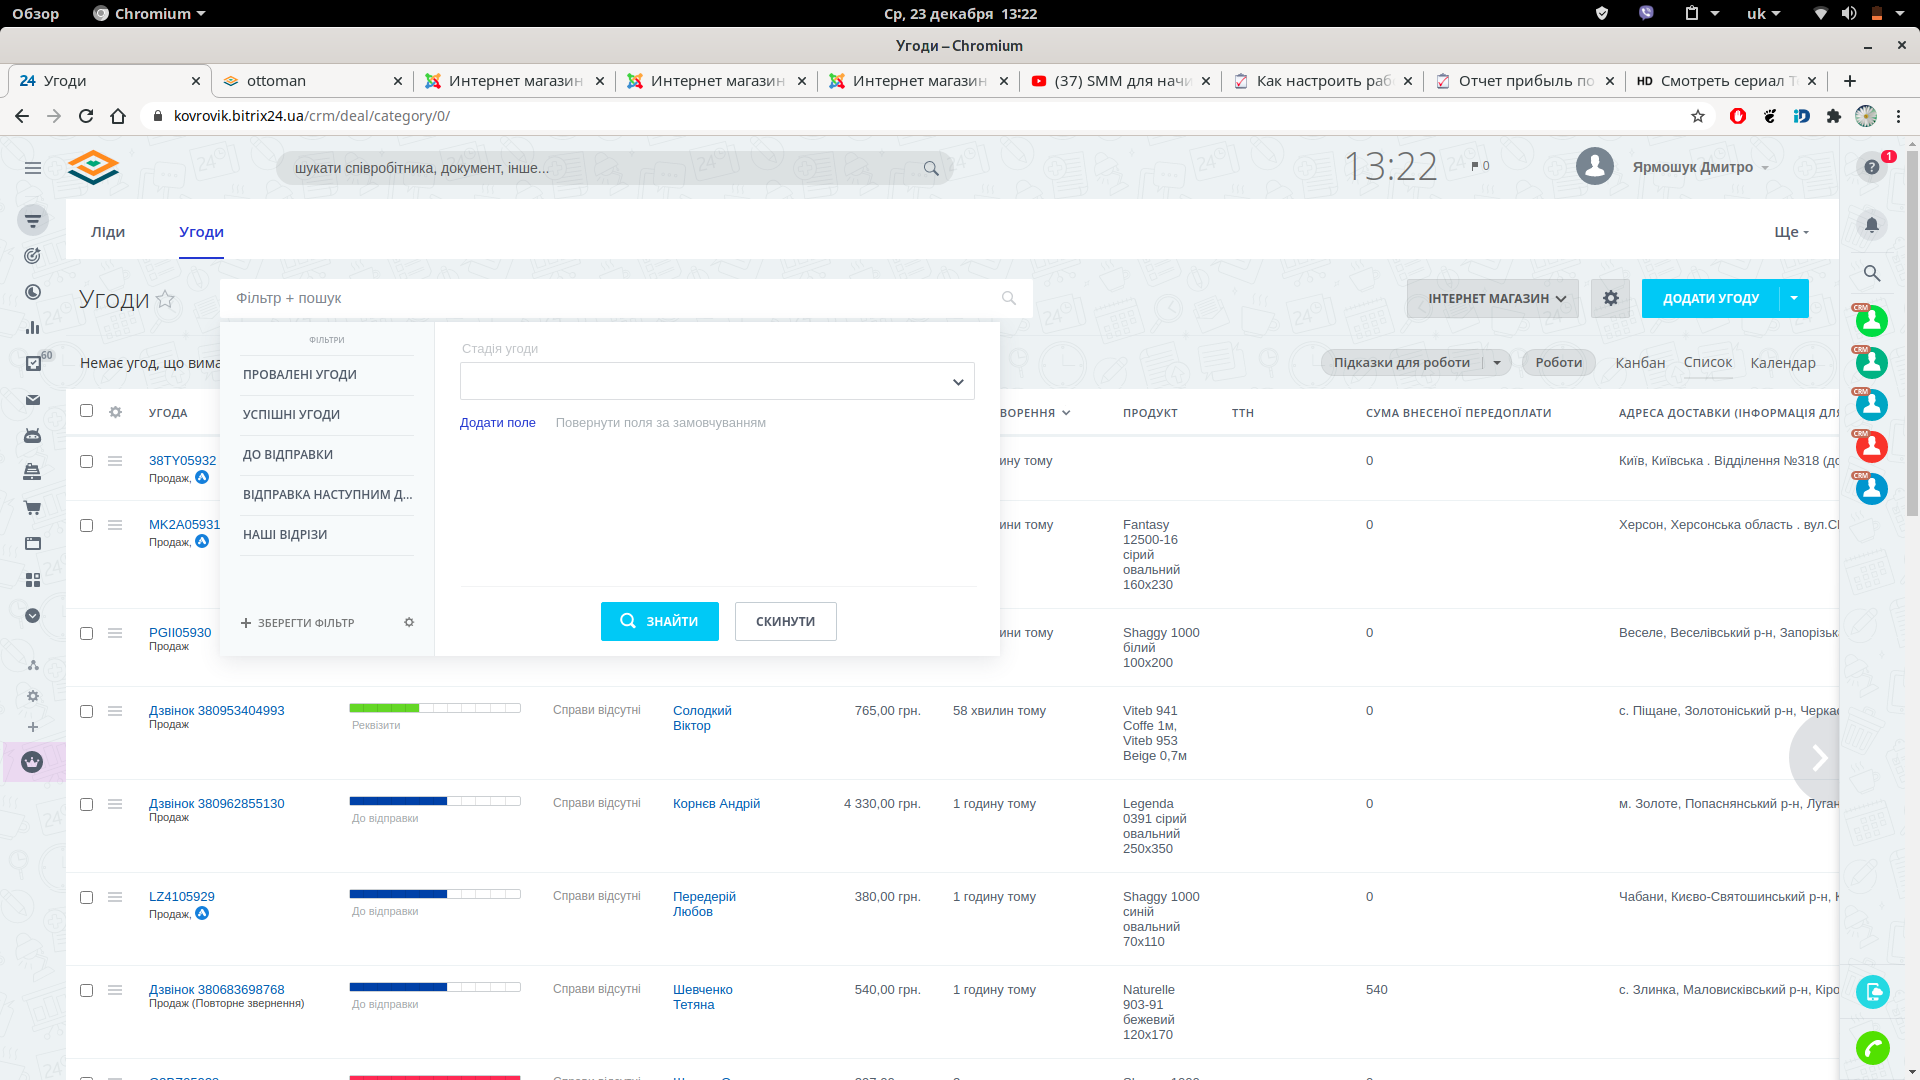 Обзор
Chromium
Ср, 23 декабря 13:22
uk
Угоди – Chromium
24 Угоди
ottoman
Интернет магазин
Интернет магазин
Интернет магазин
(37) SMM для начи
Как настроить раб
Отчет прибыль по
HD Смотреть сериал Т
kovrovik.bitrix24.ua/crm/deal/category/0/
шукати співробітника, документ, інше...
13:22
0
Ярмошук Дмитро
1
Ліди
Угоди
Ще
Угоди
Фільтр + пошук
ІНТЕРНЕТ МАГАЗИН
ДОДАТИ УГОДУ
Немає угод, що вима
Підказки для роботи
Роботи
Канбан
Список
Календар
60
ФІЛЬТРИ
ПРОВАЛЕНІ УГОДИ
УСПІШНІ УГОДИ
ДО ВІДПРАВКИ
ВІДПРАВКА НАСТУПНИМ Д...
НАШІ ВІДРІЗИ
ЗБЕРЕГТИ ФІЛЬТР
Стадія угоди
Додати поле
Повернути поля за замовчуванням
ЗНАЙТИ
СКИНУТИ
УГОДА
ВОРЕННЯ
ПРОДУКТ
ТТН
СУМА ВНЕСЕНОЇ ПЕРЕДОПЛАТИ
АДРЕСА ДОСТАВКИ (ІНФОРМАЦІЯ ДЛЯ
38TY05932
Продаж,
ину тому
0
Київ, Київська . Відділення №318 (до
MK2A05931
Продаж,
ини тому
Fantasy
12500-16
сірий
овальний
160x230
0
Херсон, Херсонська область . вул.Сі
PGII05930
Продаж
ини тому
Shaggy 1000
білий
100x200
0
Веселе, Веселівський р-н, Запорізька
Дзвінок 380953404993
Продаж
Реквізити
Справи відсутні
Солодкий
Віктор
765,00 грн.
58 хвилин тому
Viteb 941
Coffe 1м,
Viteb 953
Beige 0,7м
0
с. Піщане, Золотоніський р-н, Черкас
Дзвінок 380962855130
Продаж
До відправки
Справи відсутні
Корнєв Андрій
4 330,00 грн.
1 годину тому
Legenda
0391 сірий
овальний
250x350
0
м. Золоте, Попаснянський р-н, Луган
LZ4105929
Продаж,
До відправки
Справи відсутні
Передерій
Любов
380,00 грн.
1 годину тому
Shaggy 1000
синій
овальний
70x110
0
Чабани, Києво-Святошинський р-н, К
Дзвінок 380683698768
Продаж (Повторне звернення)
До відправки
Справи відсутні
Шевченко
Тетяна
540,00 грн.
1 годину тому
Naturelle
903-91
бежевий
120x170
540
с. Злинка, Маловисківський р-н, Кіро
CRM
CRM
CRM
CRM
CRM